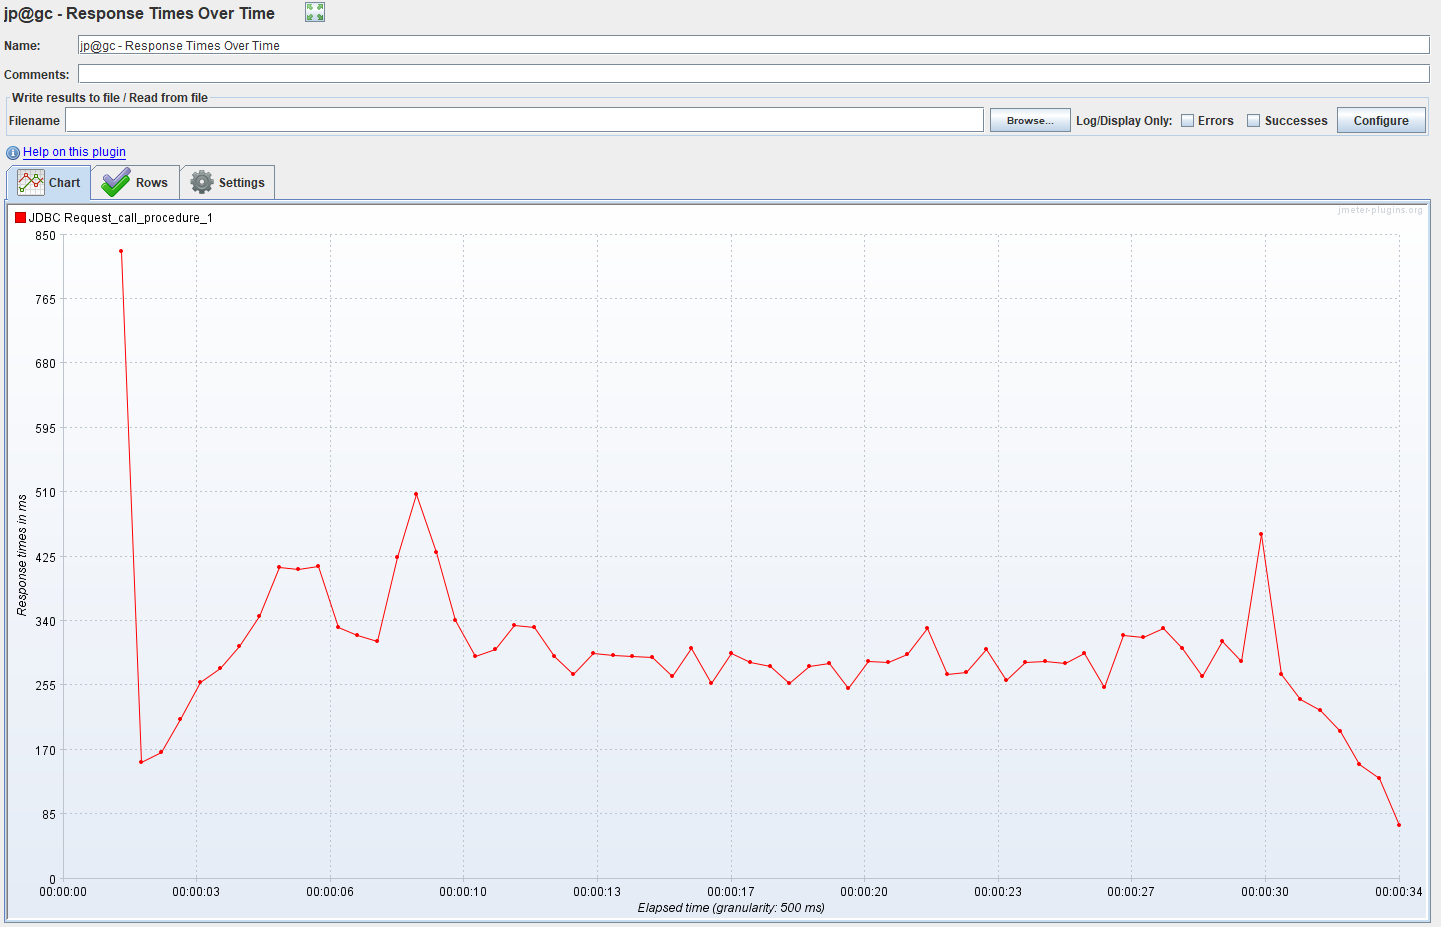 jp@gc - Response Times Over Time
Name: jp@gc - Response Times Over Time
Comments:
Write results to file / Read from file
Filename Browse... Log/Display Only: Errors Successes Configure
Help on this plugin
Chart Rows Settings
JDBC Request_call_procedure_1
jmeter-plugins.org
850
765
680
595
510
425
340
255
170
85
0
Response times in ms
00:00:00 00:00:03 00:00:06 00:00:10 00:00:13 00:00:17 00:00:20 00:00:23 00:00:27 00:00:30 00:00:34
Elapsed time (granularity: 500 ms)